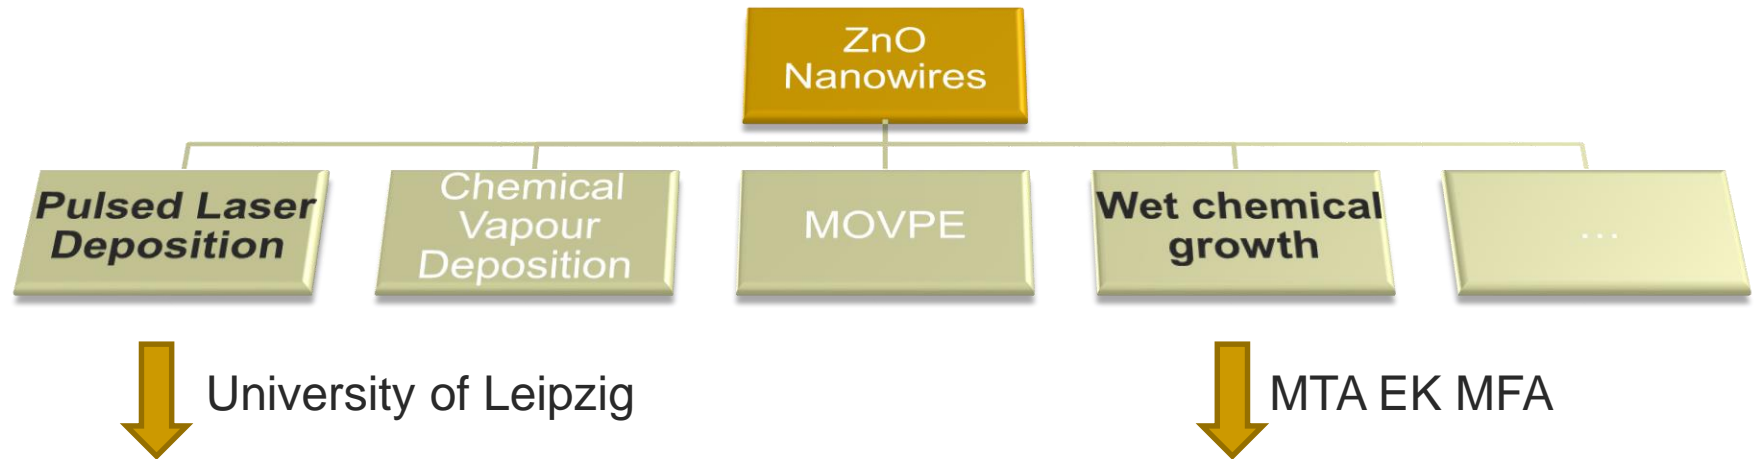 ZnO
Nanowires
Pulsed Laser
Deposition
Chemical
Vapour
Deposition
MOVPE
Wet chemical
growth
...
University of Leipzig
MTA EK MFA